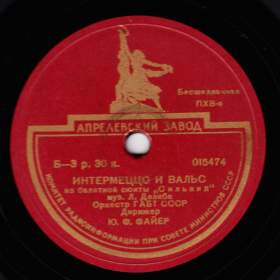 Бесшеллачная
ПХВ-е
АПРЕЛЕВСКИЙ ЗАВОД
Б—3 р. 30 к. 015474
ИНТЕРМЕЦЦО И ВАЛЬС
из балетной сюиты „Сильвия"
муз. Л. Делиба
Оркестр ГАБТ СССР
Дирижер
Ю. Ф. ФАЙЕР
КОМИТЕТ РАДИОИНФОРМАЦИИ ПРИ СОВЕТЕ МИНИСТРОВ СССР